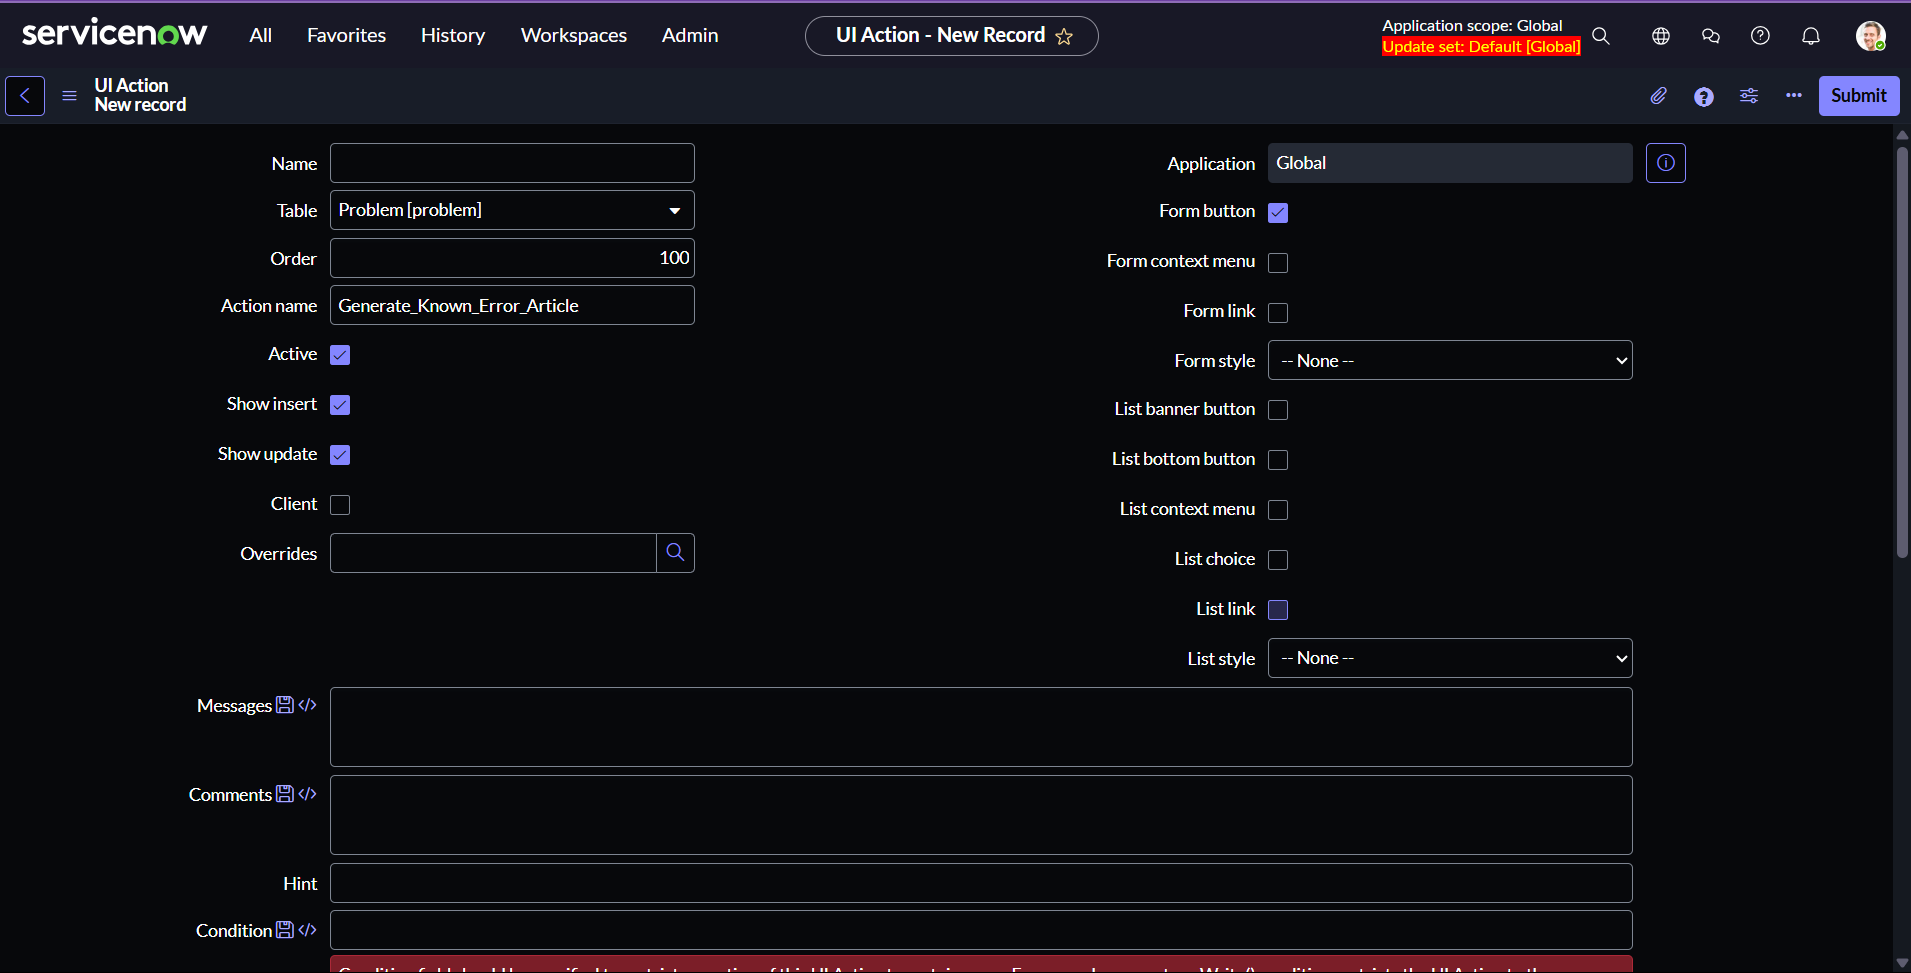 servicenow
All
Favorites
History
Workspaces
Admin
UI Action - New Record
Application scope: Global
Update set: Default [Global]
UI Action
New record
Submit
Name
Table
Problem [problem]
Order
100
Action name
Generate_Known_Error_Article
Active
Show insert
Show update
Client
Overrides
Application
Global
Form button
Form context menu
Form link
Form style
-- None --
List banner button
List bottom button
List context menu
List choice
List link
List style
-- None --
Messages
Comments
Hint
Condition